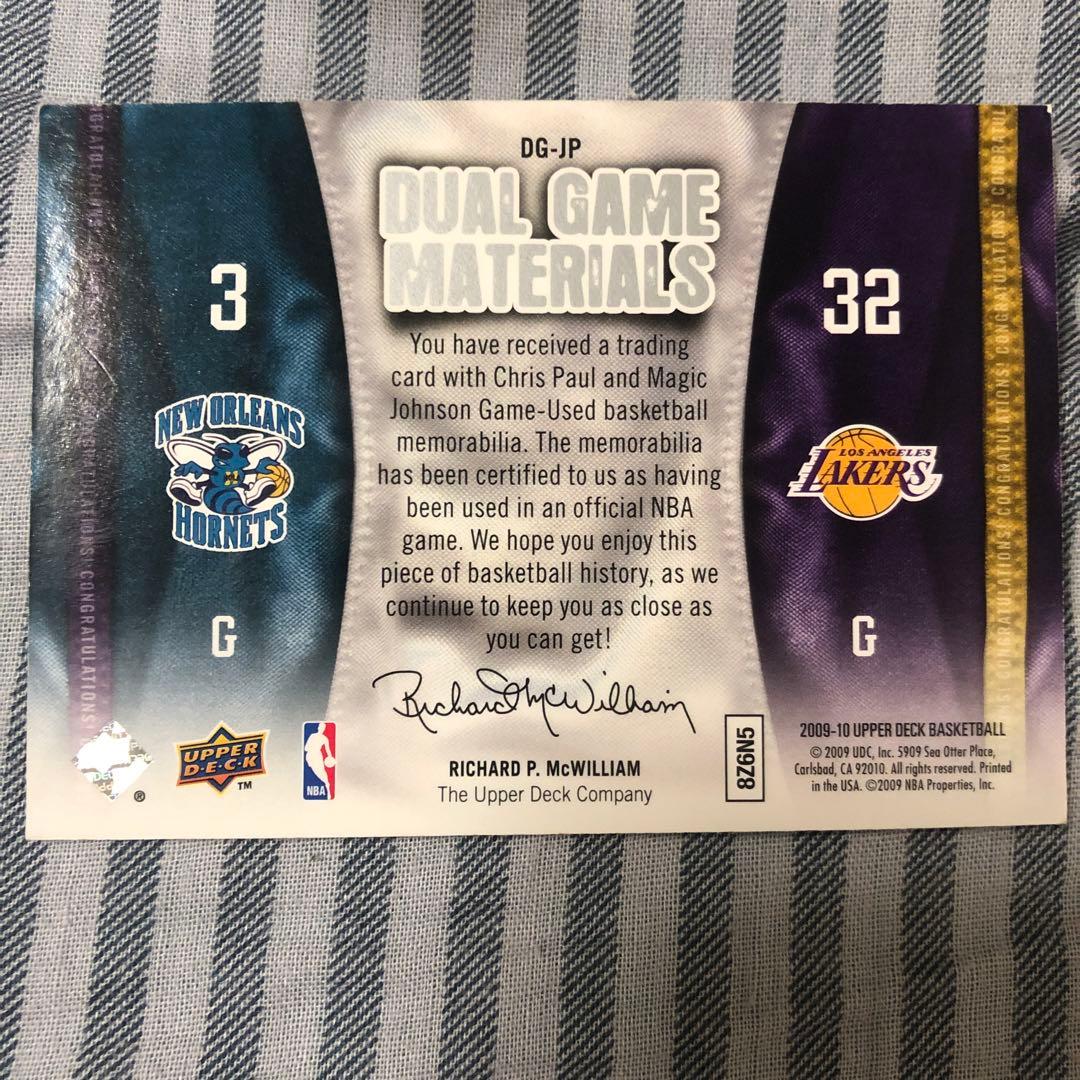 DG-JP
DUAL GAME
MATERIALS
3
NEW ORLEANS
HORNETS
G
You have received a trading
card with Chris Paul and Magic
Johnson Game-Used basketball
memorabilia. The memorabilia
has been certified to us as having
been used in an official NBA
game. We hope you enjoy this
piece of basketball history, as we
continue to keep you as close as
you can get!
Richard McWilliam
RICHARD P. McWILLIAM
The Upper Deck Company
32
LOS ANGELES
LAKERS
G
CONGRATULATIONS!
CONGRATULATIONS! CONGRATULATIONS! CONGRATULATIONS!
®
UPPER
D·E·C·K
TM
NBA
8Z6N5
2009-10 UPPER DECK BASKETBALL
© 2009 UDC, Inc. 5909 Sea Otter Place,
Carlsbad, CA 92010. All rights reserved. Printed
in the USA. ©2009 NBA Properties, Inc.